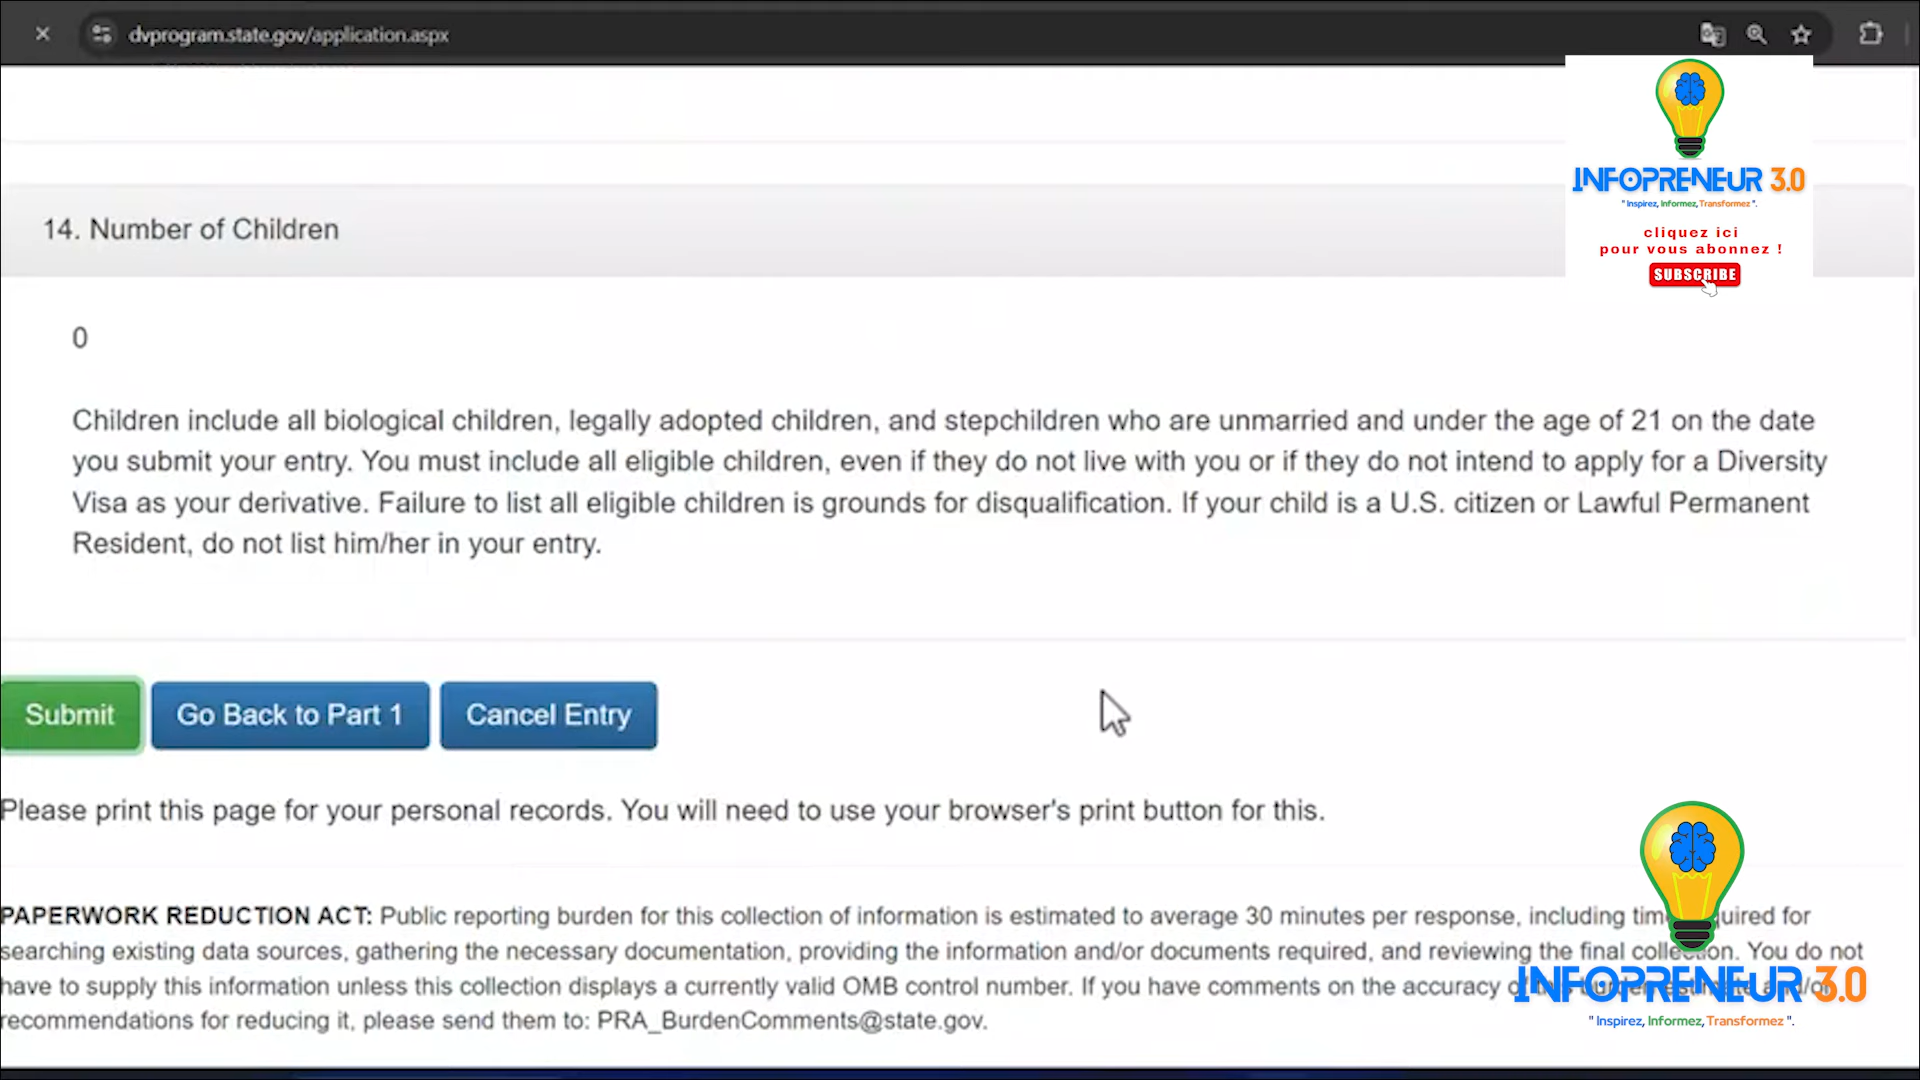 dvprogram.state.gov/application.aspx
INFOPRENEUR 3.0
" Inspirez, Informez, Transformez ".
cliquez ici
pour vous abonnez !
SUBSCRIBE
14. Number of Children
0
Children include all biological children, legally adopted children, and stepchildren who are unmarried and under the age of 21 on the date
you submit your entry. You must include all eligible children, even if they do not live with you or if they do not intend to apply for a Diversity
Visa as your derivative. Failure to list all eligible children is grounds for disqualification. If your child is a U.S. citizen or Lawful Permanent
Resident, do not list him/her in your entry.
Submit
Go Back to Part 1
Cancel Entry
Please print this page for your personal records. You will need to use your browser's print button for this.
PAPERWORK REDUCTION ACT: Public reporting burden for this collection of information is estimated to average 30 minutes per response, including for
searching existing data sources, gathering the necessary documentation, providing the information and/or documents required, and reviewing the final collection. You do not
have to supply this information unless this collection displays a currently valid OMB control number. If you have comments on the accuracy
recommendations for reducing it, please send them to: PRA_BurdenComments@state.gov.
INFOPRENEUR 3.0
" Inspirez, Informez, Transformez ".